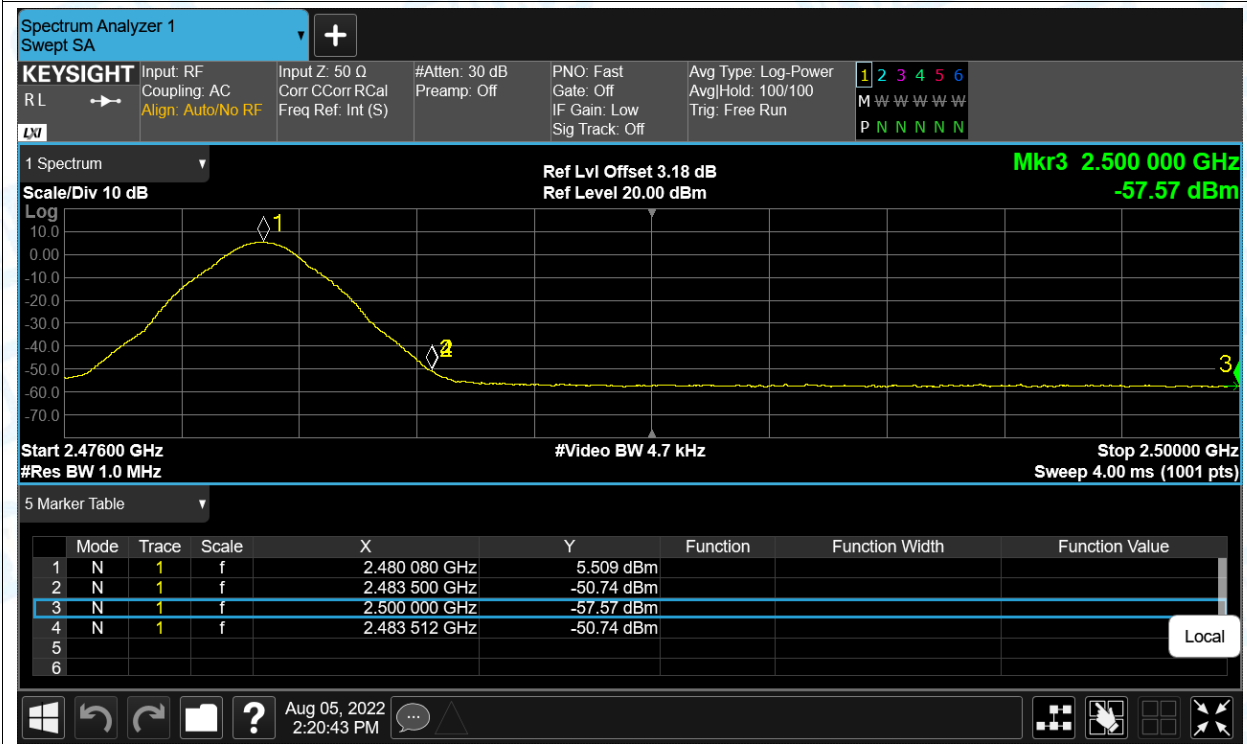 Spectrum Analyzer 1
Swept SA
KEYSIGHT
R L
LXI
Input: RF
Coupling: AC
Align: Auto/No RF
Input Z: 50 Ω
Corr CCorr RCal
Freq Ref: Int (S)
#Atten: 30 dB
Preamp: Off
PNO: Fast
Gate: Off
IF Gain: Low
Sig Track: Off
Avg Type: Log-Power
Avg|Hold: 100/100
Trig: Free Run
1 2 3 4 5 6
M W W W W W W
P N N N N N
1 Spectrum
Scale/Div 10 dB
Ref Lvl Offset 3.18 dB
Ref Level 20.00 dBm
Mkr3 2.500 000 GHz
-57.57 dBm
Log
10.0
0.00
-10.0
-20.0
-30.0
-40.0
-50.0
-60.0
-70.0
1
3
Start 2.47600 GHz
#Video BW 4.7 kHz
Stop 2.50000 GHz
#Res BW 1.0 MHz
Sweep 4.00 ms (1001 pts)
5 Marker Table
Mode Trace Scale X Y Function Function Width Function Value
1 N 1 f 2.480 080 GHz 5.509 dBm
2 N 1 f 2.483 500 GHz -50.74 dBm
3 N 1 f 2.500 000 GHz -57.57 dBm
4 N 1 f 2.483 512 GHz -50.74 dBm
5
6
Local
?
Aug 05, 2022
2:20:43 PM